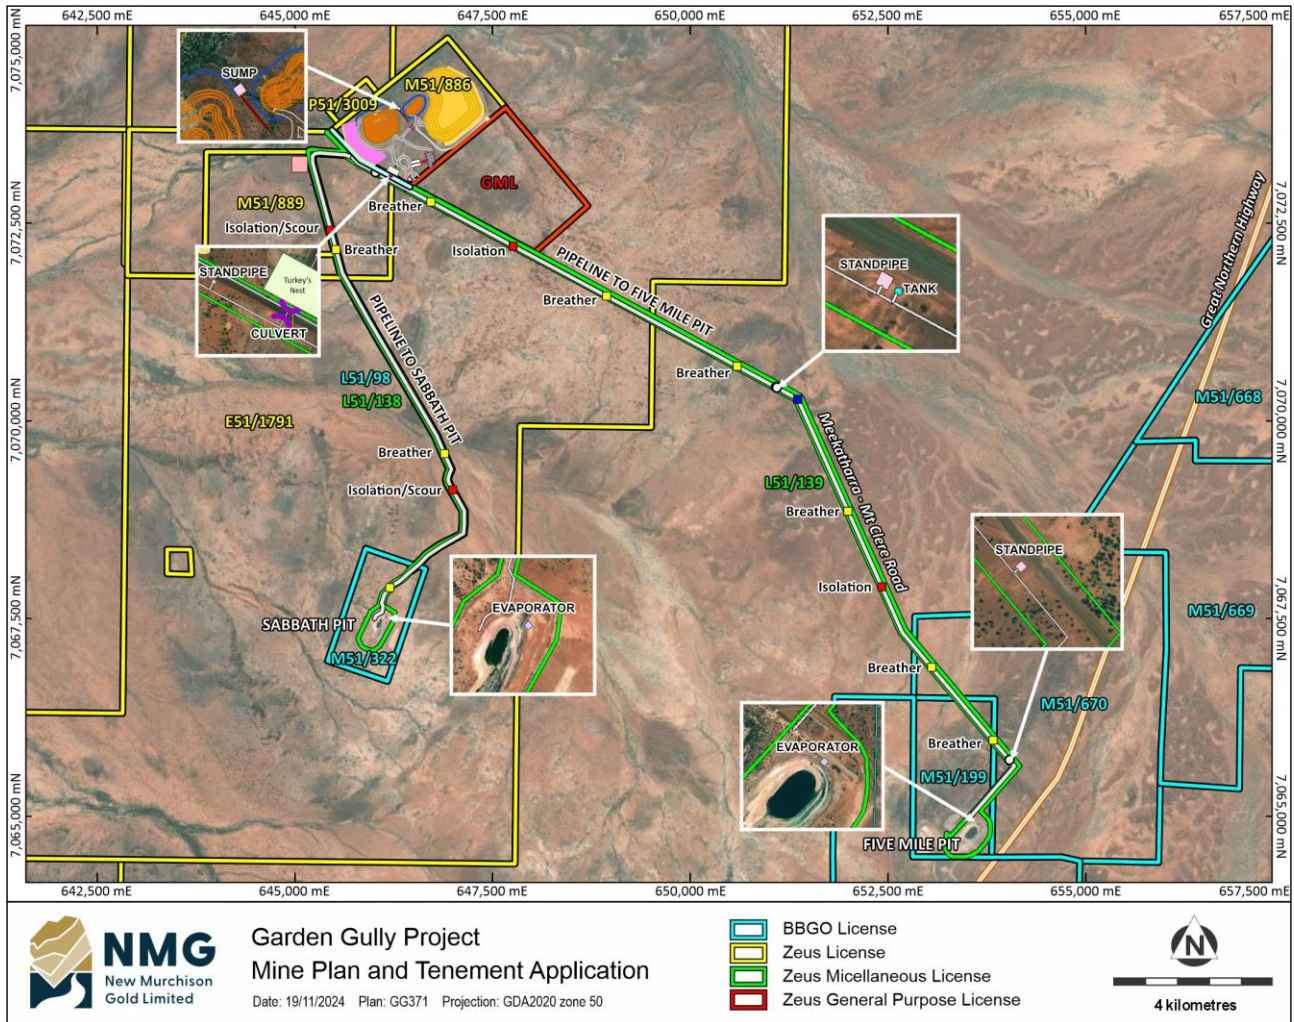 642,500 mE
645,000 mE
647,500 mE
650,000 mE
652,500 mE
655,000 mE
657,500 mE
7,075,000 mN
7,075,000 mN
SUMP
M51/886
P51/3009
GML
M51/889
Breather
Isolation/Scour
Breather
Isolation
PIPELINE TO FIVE MILE PIT
Breather
7,072,500 mN
7,072,500 mN
Great Northern Highway
STANDPIPE
TANK
STANDPIPE
Turkey's
Nest
CULVERT
PIPELINE TO SABBATH PIT
L51/98
L51/138
E51/1791
Breather
M51/668
7,070,000 mN
7,070,000 mN
Meekatharra - Mt Clere Road
Breather
Isolation/Scour
L51/139
Breather
STANDPIPE
Isolation
EVAPORATOR
M51/669
7,067,500 mN
7,067,500 mN
SABBATH PIT
M51/322
Breather
M51/670
Breather
EVAPORATOR
M51/199
7,065,000 mN
7,065,000 mN
FIVE MILE PIT
642,500 mE
645,000 mE
647,500 mE
650,000 mE
652,500 mE
655,000 mE
657,500 mE
NMG
New Murchison
Gold Limited
Garden Gully Project
Mine Plan and Tenement Application
Date: 19/11/2024 Plan: GG371 Projection: GDA2020 zone 50
BBGO License
Zeus License
Zeus Micellaneous License
Zeus General Purpose License
N
4 kilometres